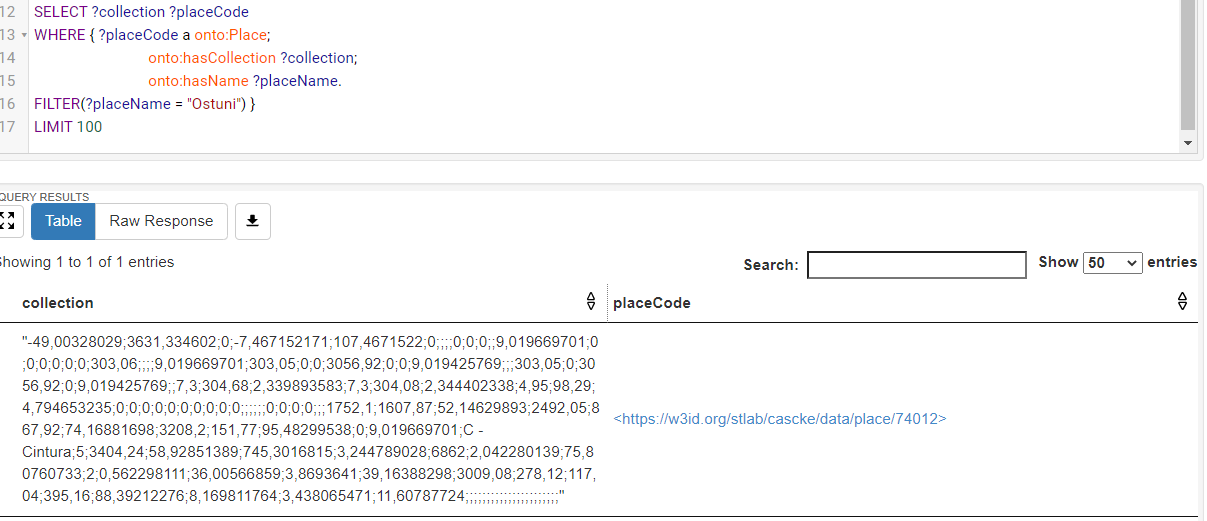 12 SELECT ?collection ?placeCode
13 WHERE { ?placeCode a onto:Place;
14 onto:hasCollection ?collection;
15 onto:hasName ?placeName.
16 FILTER(?placeName = "Ostuni") }
17 LIMIT 100
QUERY RESULTS
Table Raw Response
howing 1 to 1 of 1 entries
Search: Show 50 entries
collection placeCode
"-49,00328029;3631,334602;0;-7,467152171;107,4671522;0;;;;0;0;0;;9,019669701;0
;0;0;0;0;0;303,06;;;;9,019669701;303,05;0;0;3056,92;0;0;9,019425769;;;303,05;0;30
56,92;0;9,019425769;;7,3;304,68;2,339893583;7,3;304,08;2,344402338;4,95;98,29;
4,794653235;0;0;0;0;0;0;0;0;0;0;;;;;;0;0;0;0;;;1752,1;1607,87;52,14629893;2492,05;8
67,92;74,16881698;3208,2;151,77;95,48299538;0;9,019669701;C -
Cintura;5;3404,24;58,92851389;745,3016815;3,244789028;6862;2,042280139;75,8
0760733;2;0,562298111;36,00566859;3,8693641;39,16388298;3009,08;278,12;117,
04;395,16;88,39212276;8,169811764;3,438065471;11,60787724;;;;;;;;;;;;;;;;;;;;;;"
<https://w3id.org/stlab/cascke/data/place/74012>